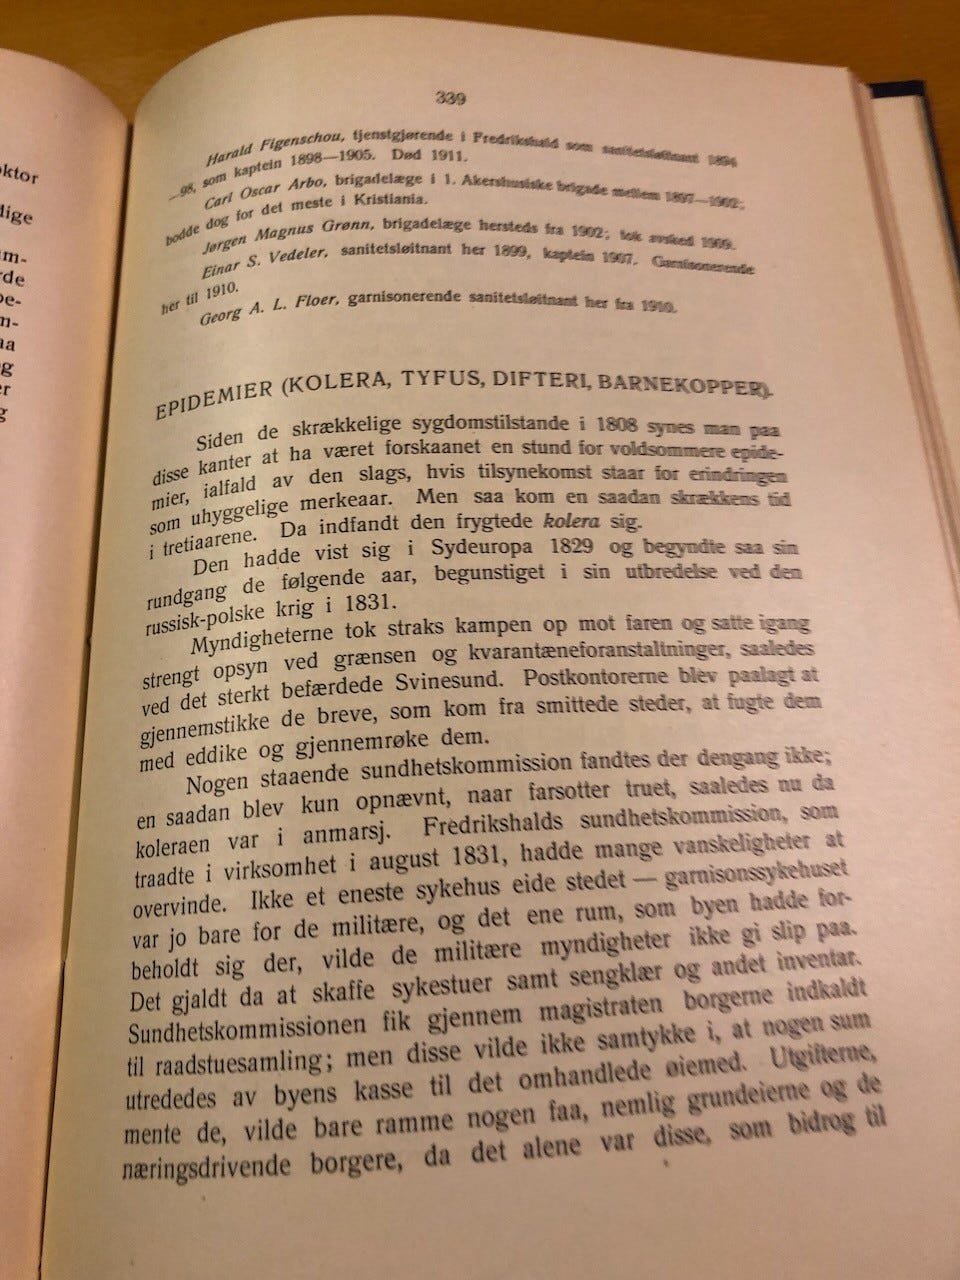 oktor
dige
m-
rde
be-
m-
aa
g
er
g
339
Harald Figenschou, tjenstgjørende i Fredrikshald som sanitetsløitnant 1894
—98, som kaptein 1898—1905. Død 1911.
Carl Oscar Arbo, brigadelæge i 1. Akershusiske brigade mellem 1897—1902;
bodde dog for det meste i Kristiania.
Jørgen Magnus Grønn, brigadelæge hersteds fra 1902; tok avsked 1909.
Einar S. Vedeler, sanitetsløitnant her 1899, kaptein 1907. Garnisonerende
her til 1910.
Georg A. L. Floer, garnisonerende sanitetsløitnant her fra 1910.
EPIDEMIER (KOLERA, TYFUS, DIFTERI, BARNEKOPPER).
Siden de skrækkelige sygdomstilstande i 1808 synes man paa
disse kanter at ha været forskaanet en stund for voldsommere epide-
mier, ialfald av den slags, hvis tilsynekomst staar for erindringen
som uhyggelige merkeaar. Men saa kom en saadan skrækkens tid
i tretiaarene. Da indfandt den frygtede kolera sig.
Den hadde vist sig i Sydeuropa 1829 og begyndte saa sin
rundgang de følgende aar, begunstiget i sin utbredelse ved den
russisk-polske krig i 1831.
Myndigheterne tok straks kampen op mot faren og satte igang
strengt opsyn ved grænsen og kvarantæneforanstaltninger, saaledes
ved det sterkt befærdede Svinesund. Postkontorerne blev paalagt at
gjennemstikke de breve, som kom fra smittede steder, at fugte dem
med eddike og gjennemrøke dem.
Nogen staaende sundhetskommission fandtes der dengang ikke;
en saadan blev kun opnævnt, naar farsotter truet, saaledes nu da
koleraen var i anmarsj. Fredrikshalds sundhetskommission, som
traadte i virksomhet i august 1831, hadde mange vanskeligheter at
overvinde. Ikke et eneste sykehus eide stedet — garnisonssykehuset
var jo bare for de militære, og det ene rum, som byen hadde for-
beholdt sig der, vilde de militære myndigheter ikke gi slip paa.
Det gjaldt da at skaffe sykestuer samt sengklær og andet inventar.
Sundhetskommissionen fik gjennem magistraten borgerne indkaldt
til raadstuesamling; men disse vilde ikke samtykke i, at nogen sum
utrededes av byens kasse til det omhandlede øiemed. Utgifterne,
mente de, vilde bare ramme nogen faa, nemlig grundeierne og de
næringsdrivende borgere, da det alene var disse, som bidrog til